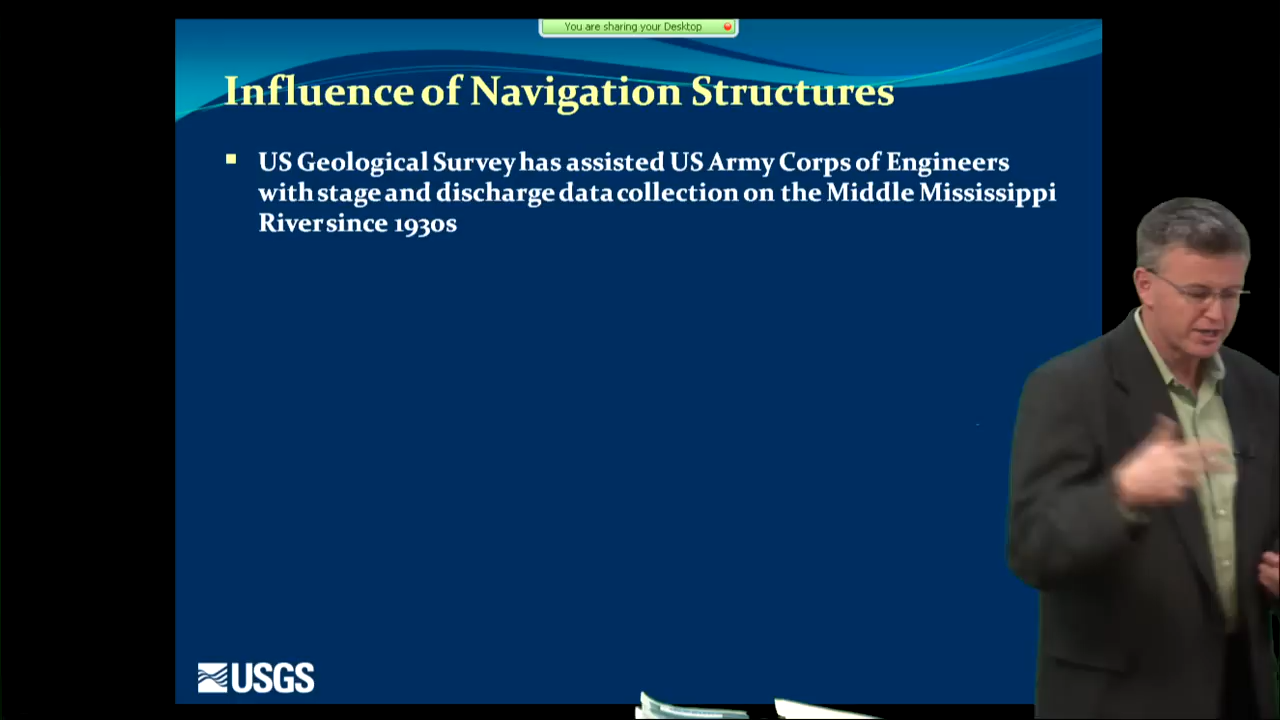 You are sharing your Desktop
Influence of Navigation Structures
US Geological Survey has assisted US Army Corps of Engineers
with stage and discharge data collection on the Middle Mississippi
River since 1930s
USGS